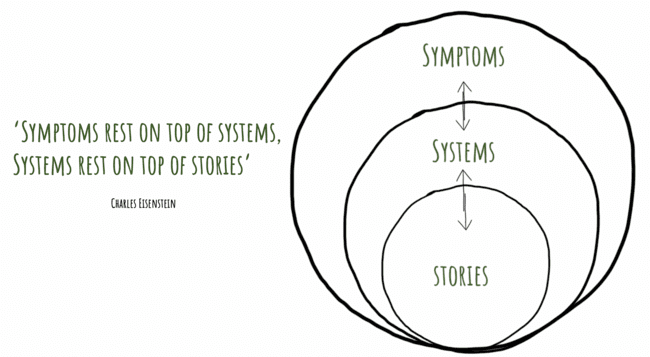 ‘Symptoms rest on top of systems,
Systems rest on top of stories’
Charles Eisenstein
Symptoms
Systems
stories